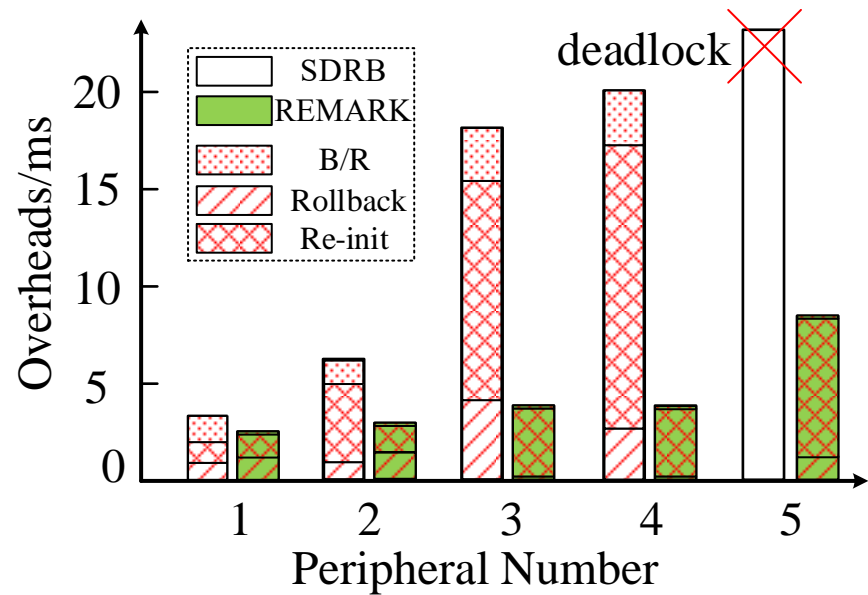 deadlock
SDRB
REMARK
B/R
Rollback
Re-init
Overheads/ms
20
15
10
5
0
1 2 3 4 5
Peripheral Number